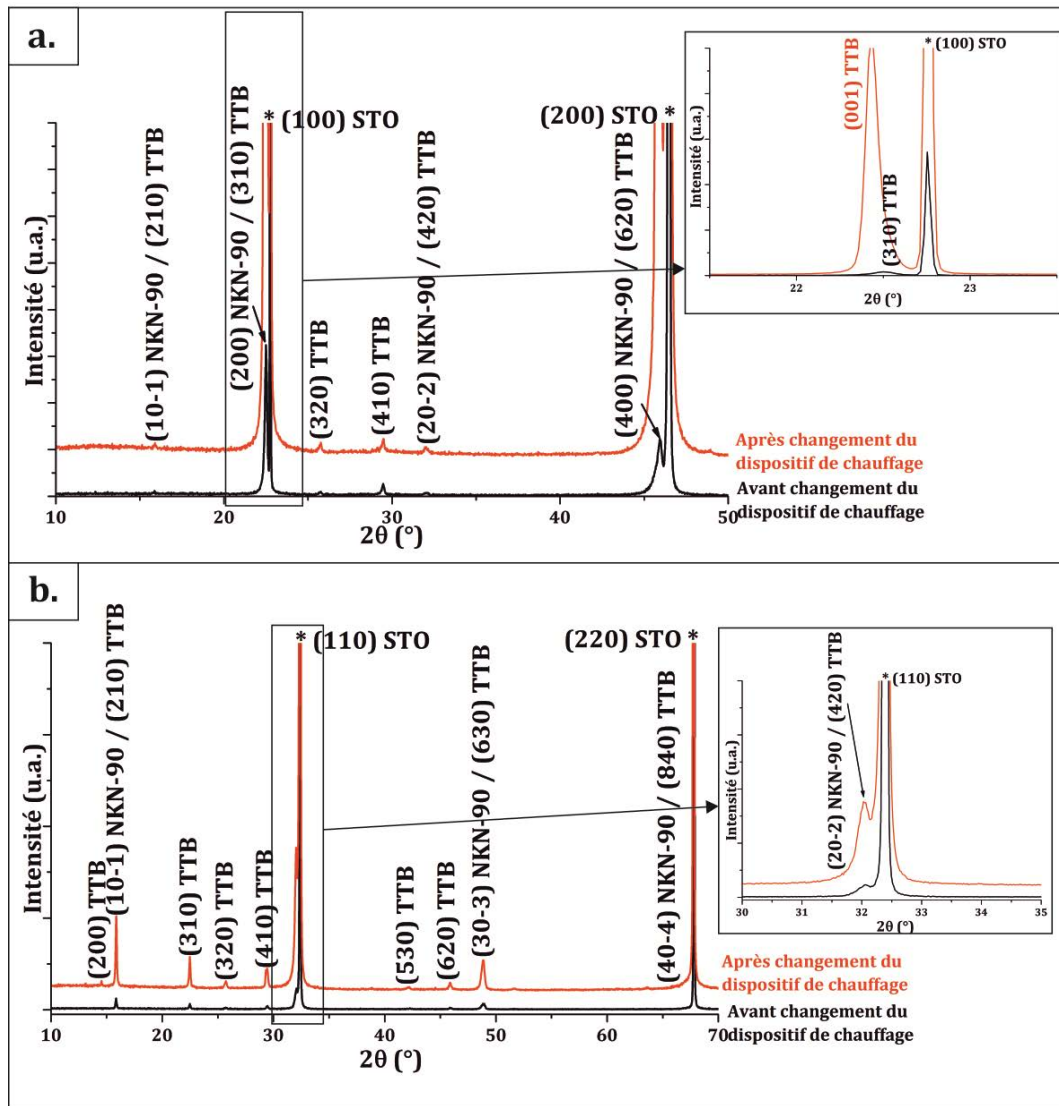 a.
Intensité (u.a.)
(10-1) NKN-90 / (210) TTB
(200) NKN-90 / (310) TTB
* (100) STO
(320) TTB
(410) TTB
(20-2) NKN-90 / (420) TTB
(400) NKN-90 / (620) TTB
(200) STO *
Après changement du
dispositif de chauffage
Avant changement du
dispositif de chauffage
10 20 30 40 50
2θ (°)
Intensité (u.a.)
(001) TTB
(310) TTB
* (100) STO
22 23
2θ (°)
b.
Intensité (u.a.)
(200) TTB
(10-1) NKN-90 / (210) TTB
(310) TTB
(320) TTB
(410) TTB
* (110) STO
(530) TTB
(620) TTB
(30-3) NKN-90 / (630) TTB
(220) STO *
(40-4) NKN-90 / (840) TTB
Après changement du
dispositif de chauffage
Avant changement du
dispositif de chauffage
10 20 30 40 50 60 70
2θ (°)
Intensité (u.a.)
(20-2) NKN-90 / (420) TTB
* (110) STO
30 31 32 33 34 35
2θ (°)